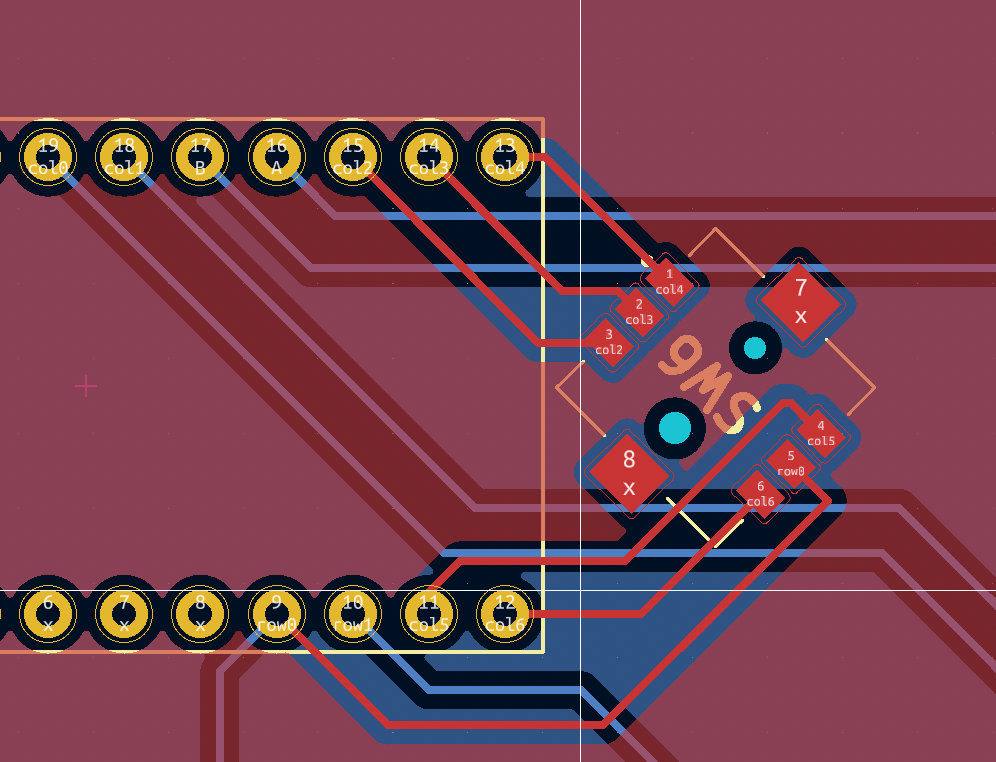 19 18 17 16 15 14 13
col0 col1 B A col2 col3 col4
1
col4
2
col3
3
col2
7
x
SW6
4
col5
5
row0
6
col6
8
x
6 7 8 9 10 11 12
x x x row0 row1 col5 col6